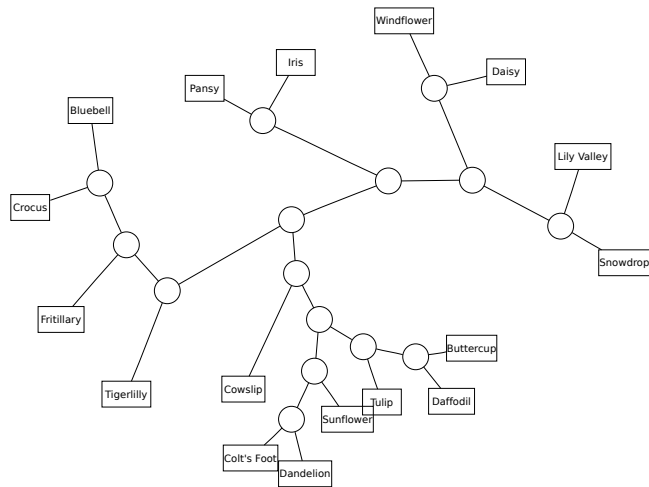 Windflower
Iris
Daisy
Pansy
Bluebell
Lily Valley
Crocus
Snowdrop
Fritillary
Buttercup
Cowslip
Tigerlilly
Tulip
Daffodil
Sunflower
Colt's Foot
Dandelion